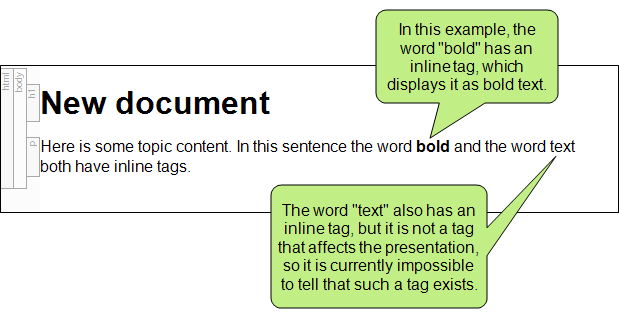 In this example, the
word "bold" has an
inline tag, which
displays it as bold text.
html
body
h1
New document
p
Here is some topic content. In this sentence the word bold and the word text
both have inline tags.
The word "text" also has an
inline tag, but it is not a tag
that affects the presentation,
so it is currently impossible
to tell that such a tag exists.